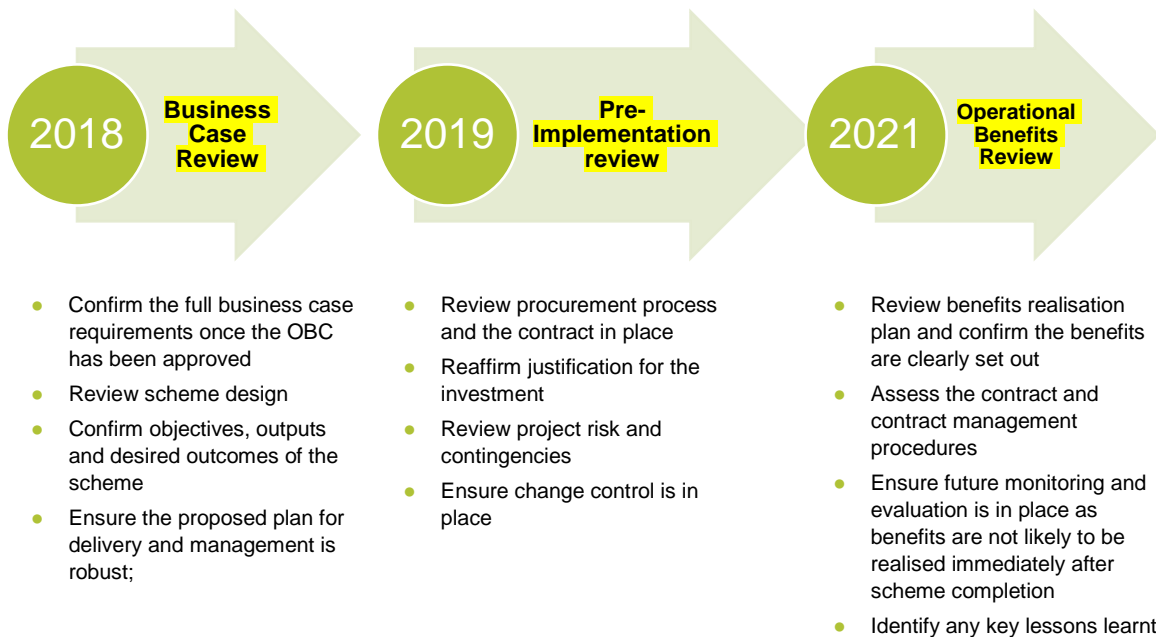 2018
Business
Case
Review
2019
Pre-
Implementation
review
2021
Operational
Benefits
Review
● Confirm the full business case
requirements once the OBC
has been approved
● Review scheme design
● Confirm objectives, outputs
and desired outcomes of the
scheme
● Ensure the proposed plan for
delivery and management is
robust;
● Review procurement process
and the contract in place
● Reaffirm justification for the
investment
● Review project risk and
contingencies
● Ensure change control is in
place
● Review benefits realisation
plan and confirm the benefits
are clearly set out
● Assess the contract and
contract management
procedures
● Ensure future monitoring and
evaluation is in place as
benefits are not likely to be
realised immediately after
scheme completion
● Identify any key lessons learnt